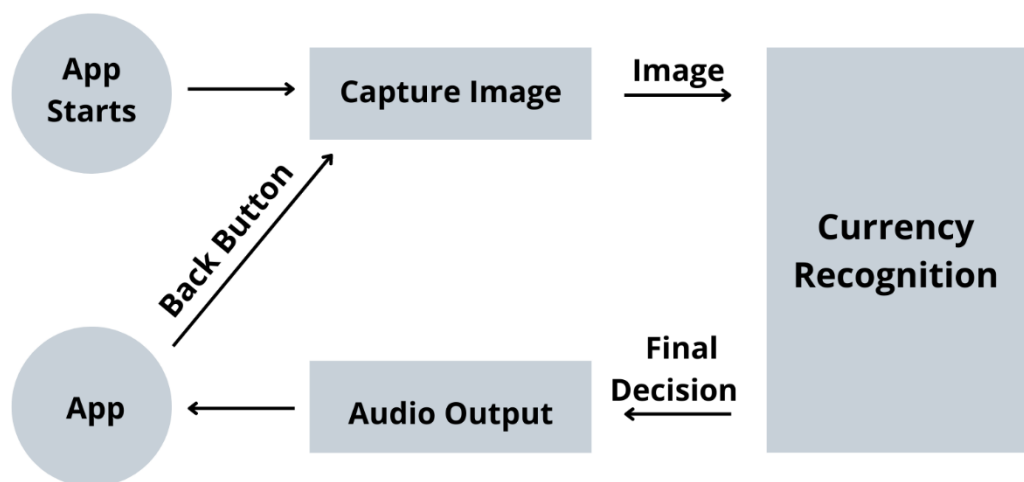 App
Starts
Capture Image
Image
Currency
Recognition
Back Button
Final
Decision
Audio Output
App